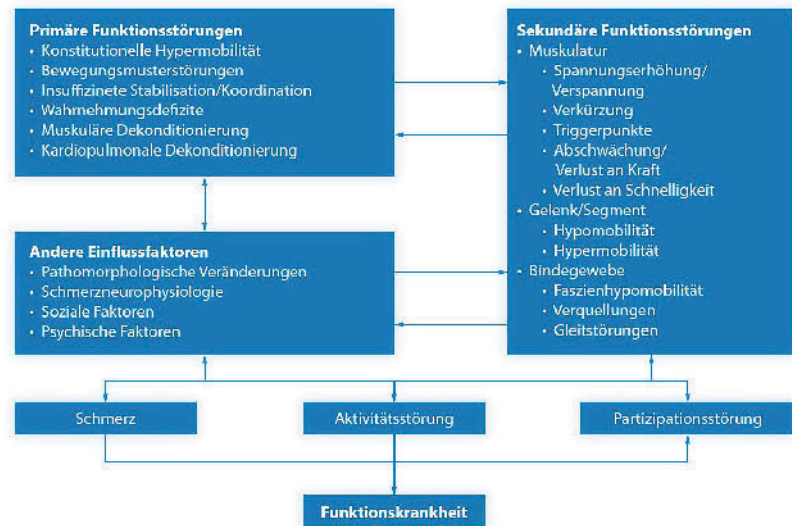 Primäre Funktionsstörungen
• Konstitutionelle Hypermobilität
• Bewegungsmusterstörungen
• Insuffizinete Stabilisation/Koordination
• Wahrnehmungsdefizite
• Muskuläre Dekonditionierung
• Kardiopulmonale Dekonditionierung
Andere Einflussfaktoren
• Pathomorphologische Veränderungen
• Schmerzneurophysiologie
• Soziale Faktoren
• Psychische Faktoren
Sekundäre Funktionsstörungen
• Muskulatur
• Spannungserhöhung/
Verspannung
• Verkürzung
• Triggerpunkte
• Abschwächung/
Verlust an Kraft
• Verlust an Schnelligkeit
• Gelenk/Segment
• Hypomobilität
• Hypermobilität
• Bindegewebe
• Faszienhypomobilität
• Verquellungen
• Gleitstörungen
Schmerz
Aktivitätsstörung
Partizipationsstörung
Funktionskrankheit